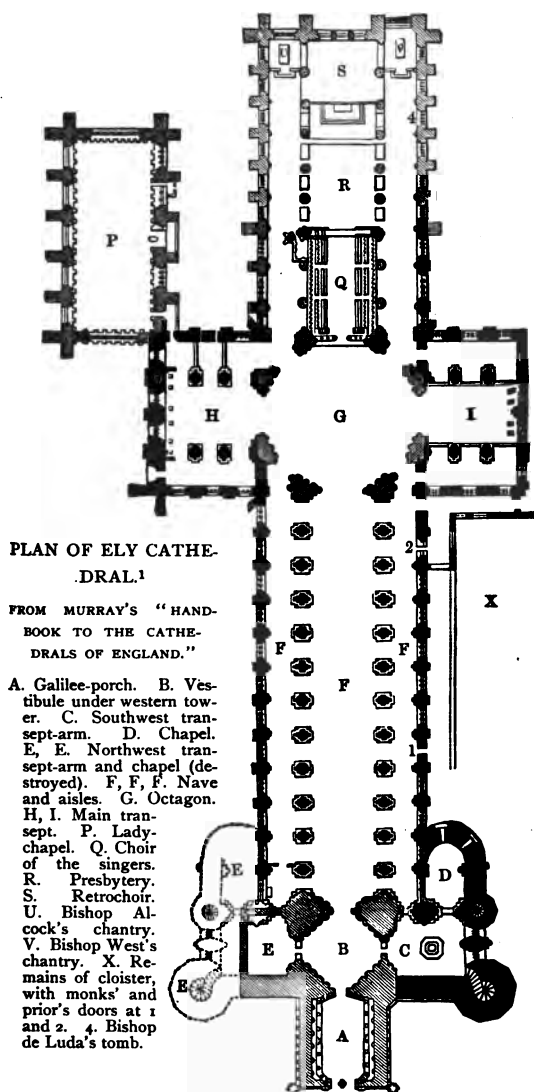 U
V
S
4
R
P
Q
H
G
I
2
X
F
F
F
1
E
D
E
B
C
E
A
PLAN OF ELY CATHE-
DRAL.¹
FROM MURRAY'S "HAND-
BOOK TO THE CATHE-
DRALS OF ENGLAND."
A. Galilee-porch. B. Ves-
tibule under western tow-
er. C. Southwest tran-
sept-arm. D. Chapel.
E, E. Northwest tran-
sept-arm and chapel (de-
stroyed). F, F, F. Nave
and aisles. G. Octagon.
H, I. Main tran-
sept. P. Lady-
chapel. Q. Choir
of the singers.
R. Presbytery.
S. Retrochoir.
U. Bishop Al-
cock's chantry.
V. Bishop West's
chantry. X. Re-
mains of cloister,
with monks' and
prior's doors at 1
and 2. 4. Bishop
de Luda's tomb.